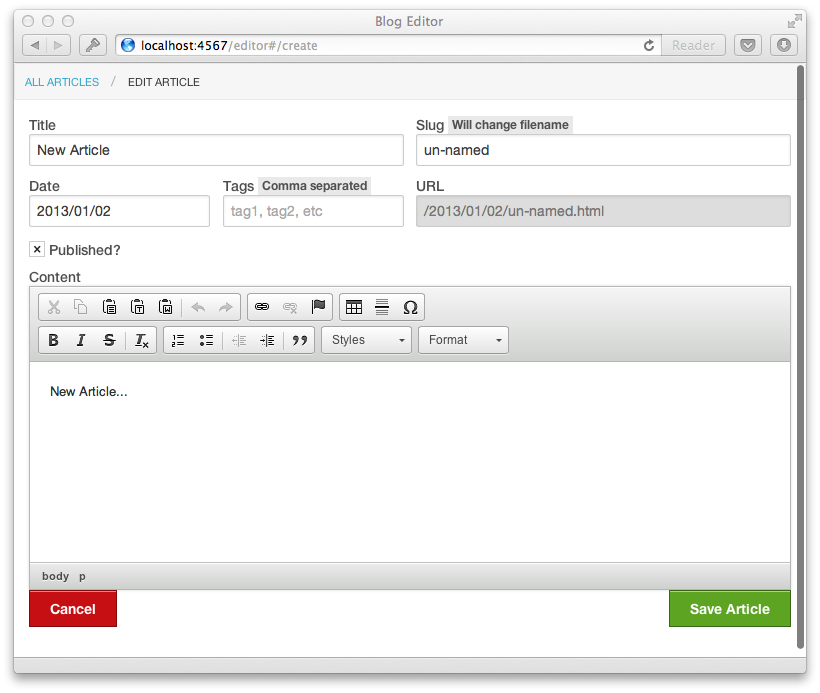 Blog Editor
localhost:4567/editor#/create
Reader
ALL ARTICLES / EDIT ARTICLE
Title
Slug Will change filename
New Article
un-named
Date
Tags Comma separated
URL
2013/01/02
tag1, tag2, etc
/2013/01/02/un-named.html
× Published?
Content
Ω
B I S Tx
Styles
Format
New Article...
body p
Cancel
Save Article